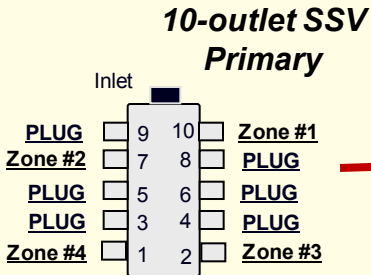 10-outlet SSV
Primary
Inlet
PLUG 9 10 Zone #1
Zone #2 7 8 PLUG
PLUG 5 6 PLUG
PLUG 3 4 PLUG
Zone #4 1 2 Zone #3